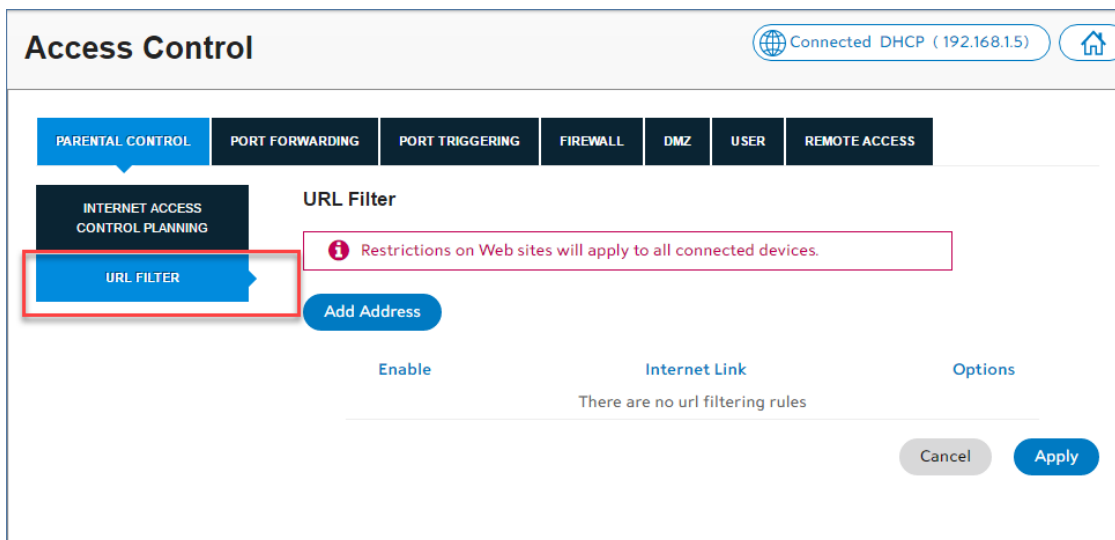 Access Control
Connected DHCP ( 192.168.1.5)
PARENTAL CONTROL
PORT FORWARDING
PORT TRIGGERING
FIREWALL
DMZ
USER
REMOTE ACCESS
INTERNET ACCESS
CONTROL PLANNING
URL FILTER
URL Filter
Restrictions on Web sites will apply to all connected devices.
Add Address
Enable
Internet Link
Options
There are no url filtering rules
Cancel
Apply